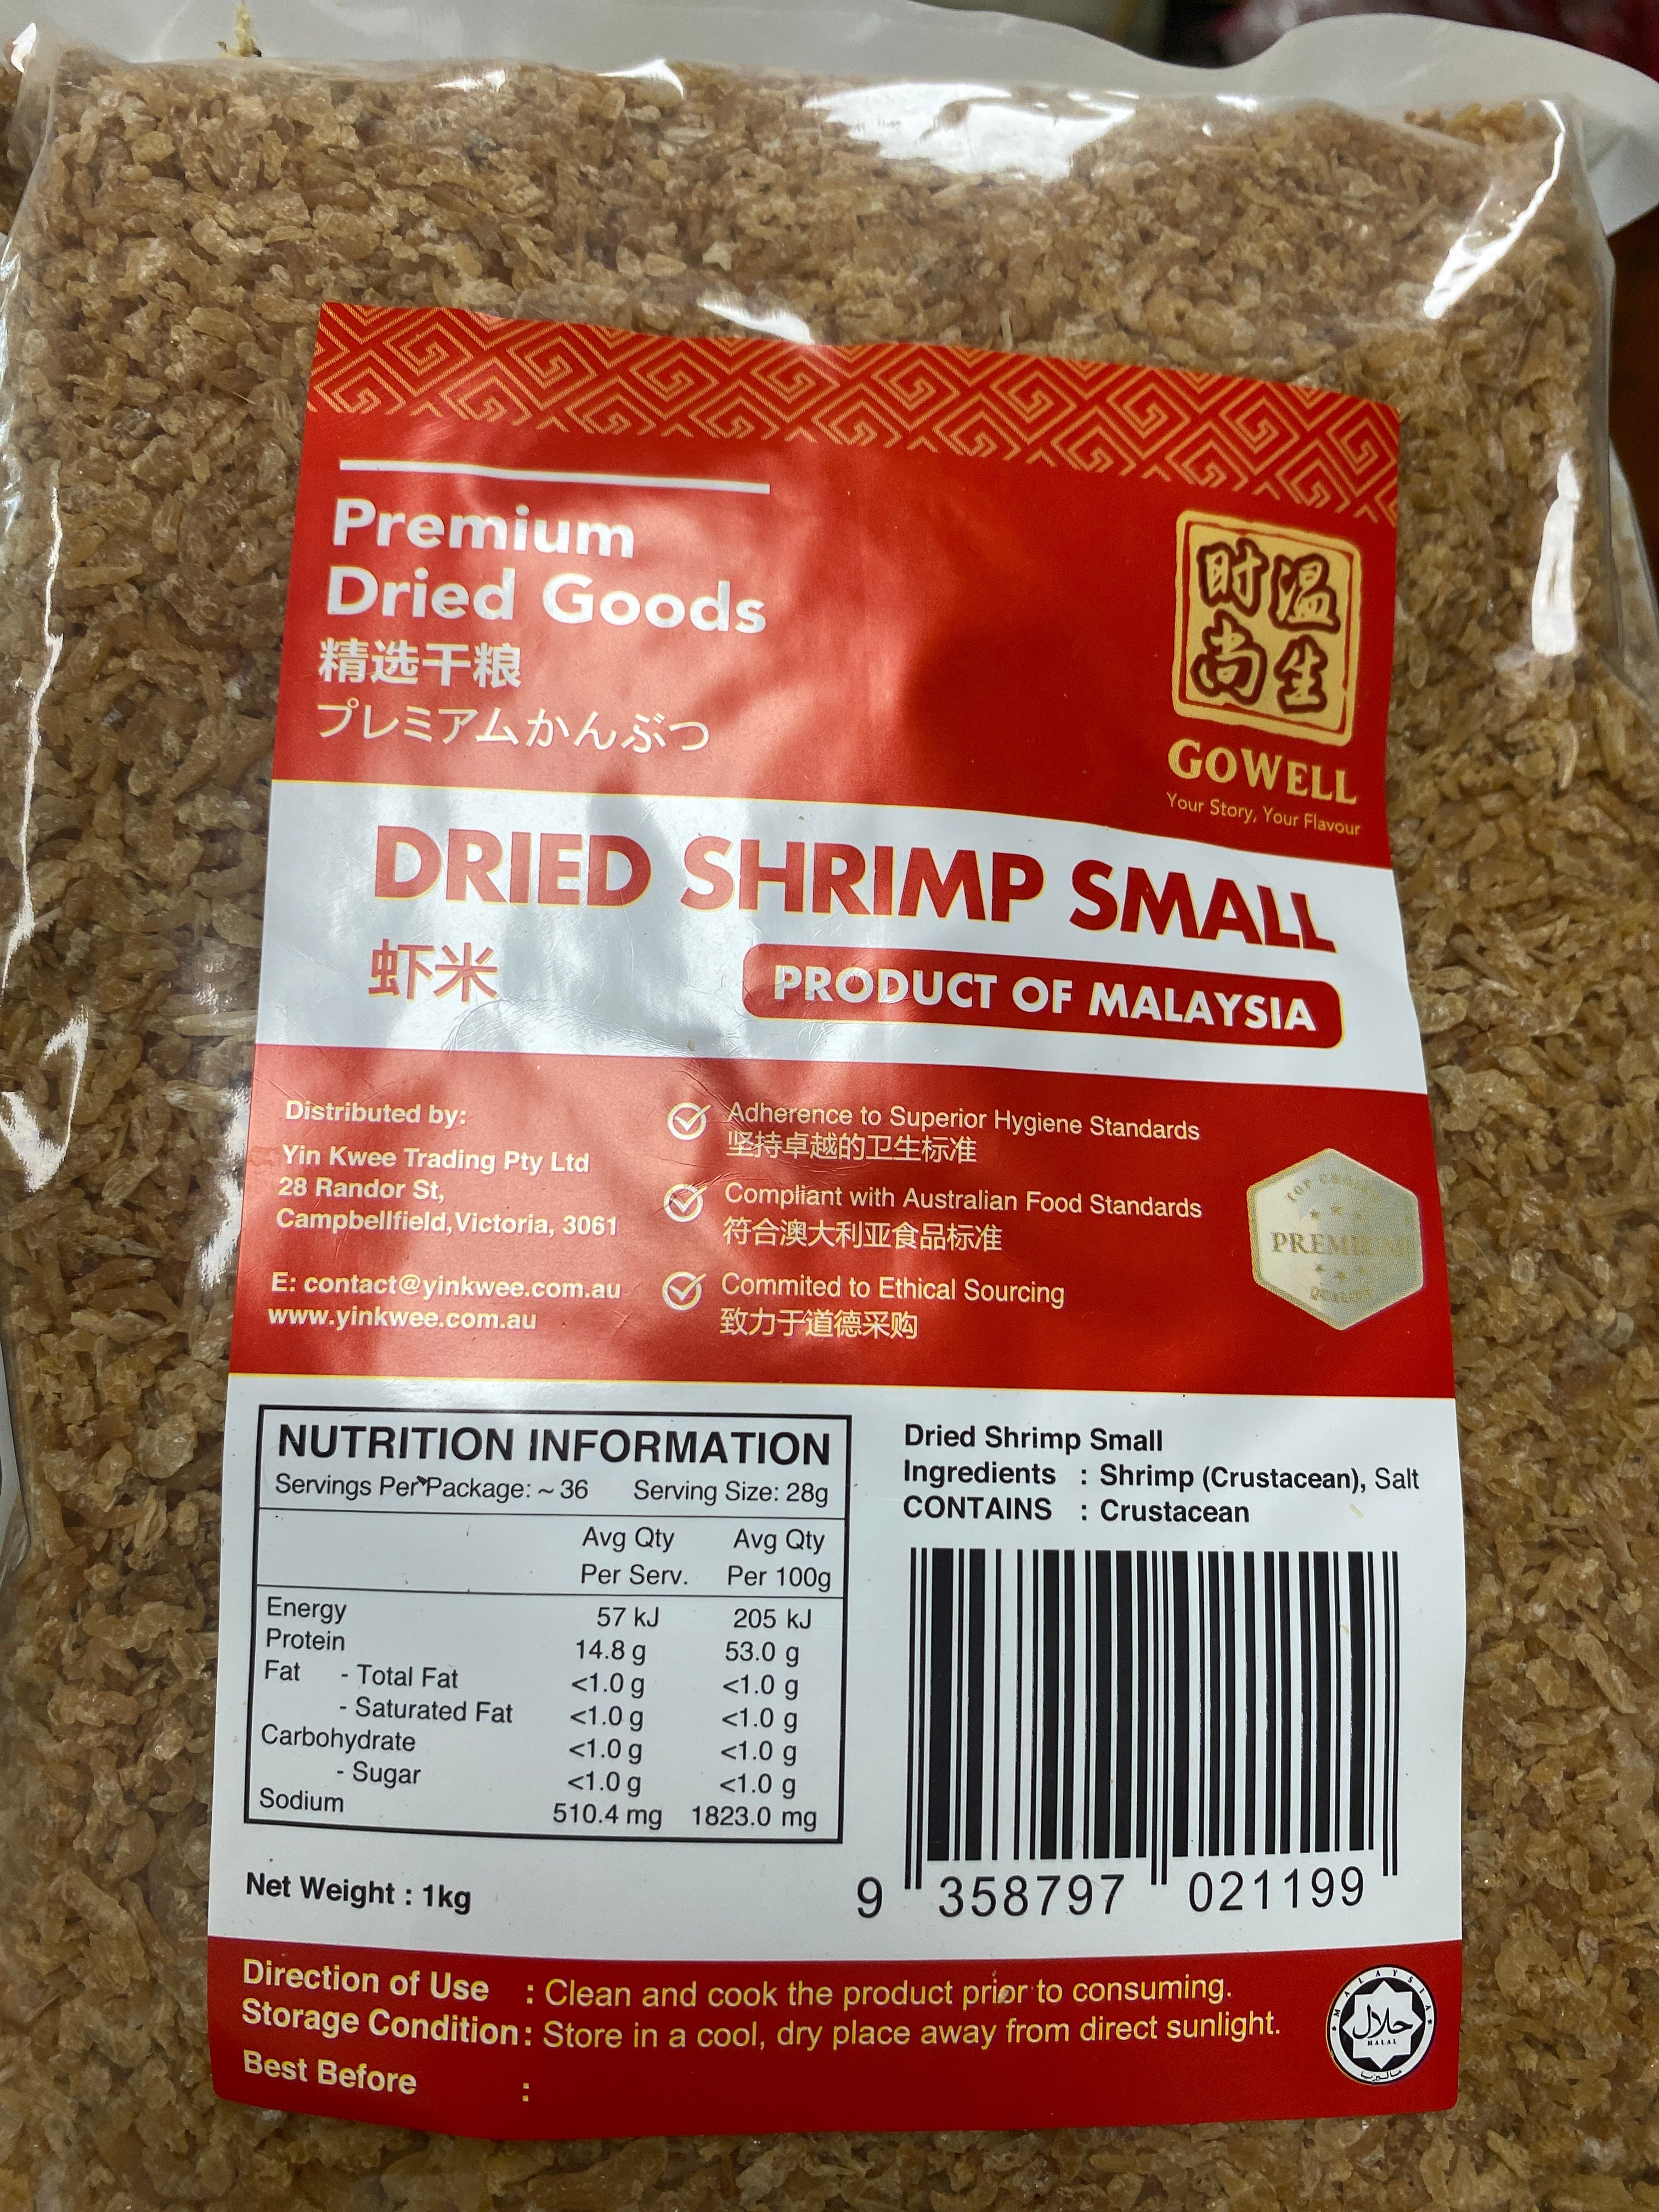 Premium
Dried Goods
精选干粮
プレミアムかんぶつ
时温
尚生
GOWELL
Your Story, Your Flavour
DRIED SHRIMP SMALL
虾米
PRODUCT OF MALAYSIA
Distributed by:
Yin Kwee Trading Pty Ltd
28 Randor St,
Campbellfield, Victoria, 3061
E: contact@yinkwee.com.au
www.yinkwee.com.au
Adherence to Superior Hygiene Standards
坚持卓越的卫生标准
Compliant with Australian Food Standards
符合澳大利亚食品标准
Commited to Ethical Sourcing
致力于道德采购
TOP
NUTRITION INFORMATION
Servings Per Package: ~ 36 Serving Size: 28g
Avg Qty Avg Qty
Per Serv. Per 100g
Energy 57 kJ 205 kJ
Protein 14.8 g 53.0 g
Fat - Total Fat <1.0 g <1.0 g
- Saturated Fat <1.0 g <1.0 g
Carbohydrate <1.0 g <1.0 g
- Sugar <1.0 g <1.0 g
Sodium 510.4 mg 1823.0 mg
Net Weight : 1kg
Dried Shrimp Small
Ingredients : Shrimp (Crustacean), Salt
CONTAINS : Crustacean
9 358797 021199
Direction of Use : Clean and cook the product prior to consuming.
Storage Condition : Store in a cool, dry place away from direct sunlight.
Best Before :
MALAYSIA
حلال
HALAL
ماليزيا